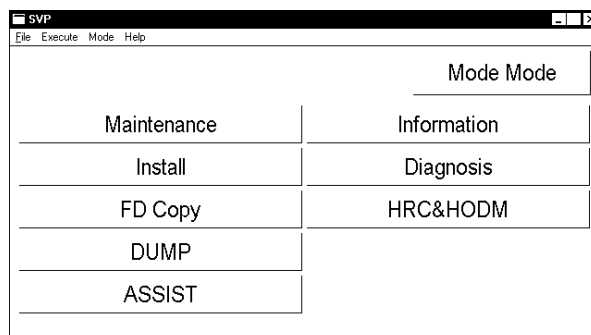 SVP
File Execute Mode Help
Mode Mode
Maintenance Information
Install Diagnosis
FD Copy HRC&HODM
DUMP
ASSIST